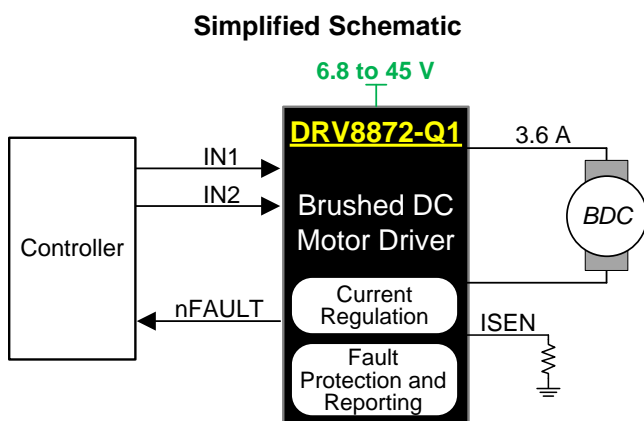 Simplified Schematic
6.8 to 45 V
DRV8872-Q1
3.6 A
IN1
IN2
Brushed DC
Motor Driver
BDC
Controller
nFAULT
Current
Regulation
ISEN
Fault
Protection and
Reporting